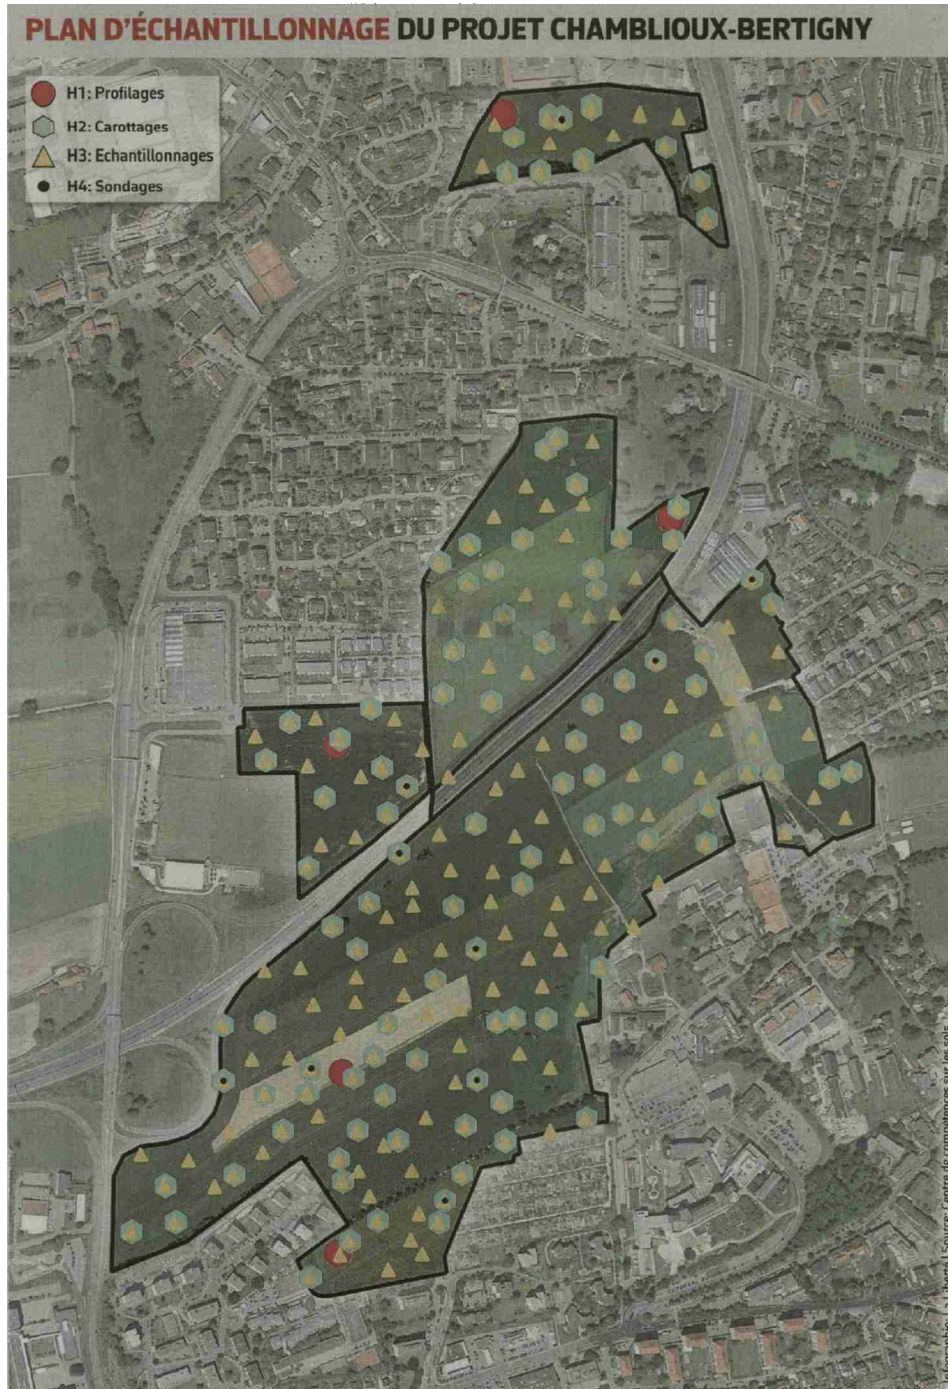 PLAN D'ÉCHANTILLONNAGE DU PROJET CHAMBLIOUX-BERTIGNY
H1: Profilages
H2: Carottages
H3: Echantillonnages
H4: Sondages